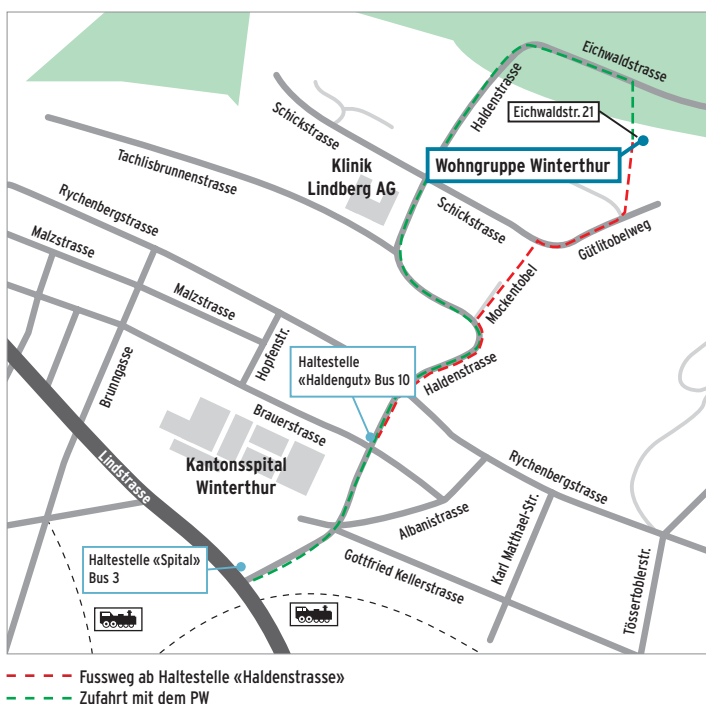 Eichwaldstrasse
Haldenstrasse
Eichwaldstr. 21
Schickstrasse
Wohngruppe Winterthur
Klinik
Lindberg AG
Tachlisbrunnenstrasse
Rychenbergstrasse
Schickstrasse
Gütlitobelweg
Malzstrasse
Malzstrasse
Mockentobel
Hopfenstr.
Haltestelle
«Haldengut» Bus 10
Haldenstrasse
Brunngasse
Brauerstrasse
Kantonsspital
Winterthur
Lindstrasse
Rychenbergstrasse
Albanistrasse
Karl Matthael-Str.
Gottfried Kellerstrasse
Tössertoblerstr.
Haltestelle «Spital»
Bus 3
Fussweg ab Haltestelle «Haldenstrasse»
Zufahrt mit dem PW